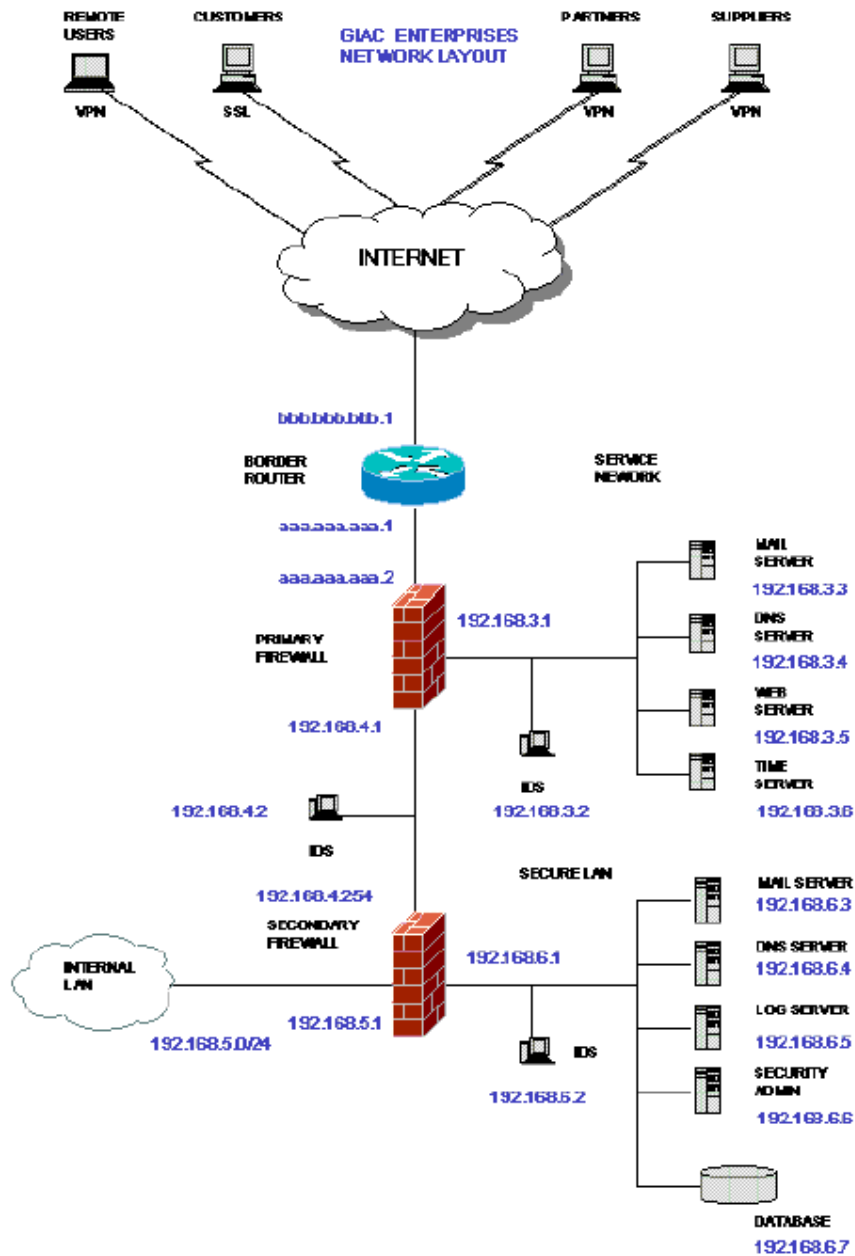 REMOTE
USERS
CUSTOMERS
GIAC ENTERPRISES
NETWORK LAYOUT
PARTNERS
SUPPLIERS
VPN
SSL
VPN
VPN
INTERNET
bbb.bbb.bbb.1
BORDER
ROUTER
SERVICE
NEWORK
aaa.aaa.aaa.1
aaa.aaa.aaa.2
MAIL
SERVER
192.168.3.3
192.168.3.1
DNS
SERVER
192.168.3.4
PRIMARY
FIREWALL
WEB
SERVER
192.168.3.5
192.168.4.1
TIME
SERVER
192.168.3.6
IDS
192.168.3.2
192.168.4.2
IDS
SECURE LAN
192.168.4.254
MAIL SERVER
192.168.6.3
SECONDARY
FIREWALL
DNS SERVER
192.168.6.4
192.168.6.1
INTERNAL
LAN
LOG SERVER
192.168.6.5
192.168.5.1
192.168.5.0/24
IDS
192.168.6.2
SECURITY
ADMIN
192.168.6.6
DATABASE
192.168.6.7